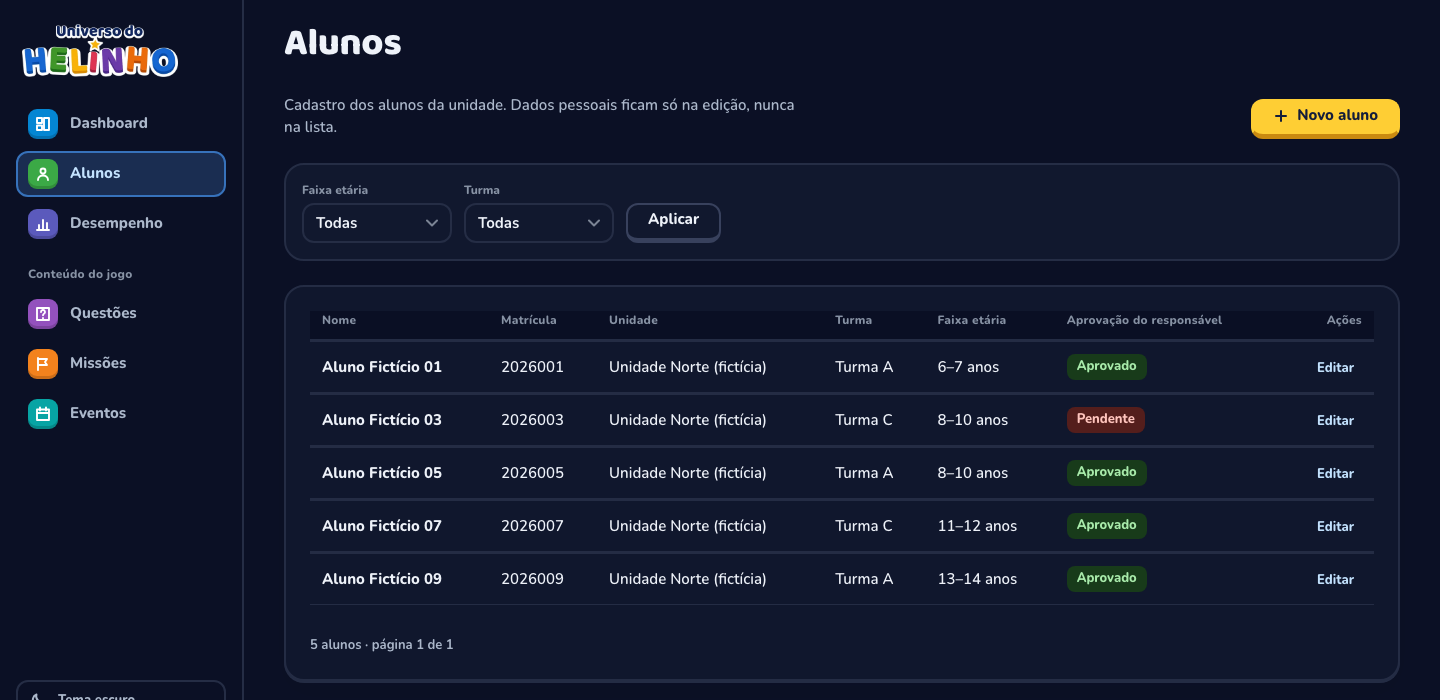 Universo do
HELINHO
Dashboard
Alunos
Desempenho
Conteúdo do jogo
Questões
Missões
Eventos
Tema escuro
Alunos
Cadastro dos alunos da unidade. Dados pessoais ficam só na edição, nunca
na lista.
+ Novo aluno
Faixa etária Turma
Todas Todas Aplicar
Nome Matrícula Unidade Turma Faixa etária Aprovação do responsável Ações
Aluno Fictício 01 2026001 Unidade Norte (fictícia) Turma A 6–7 anos Aprovado Editar
Aluno Fictício 03 2026003 Unidade Norte (fictícia) Turma C 8–10 anos Pendente Editar
Aluno Fictício 05 2026005 Unidade Norte (fictícia) Turma A 8–10 anos Aprovado Editar
Aluno Fictício 07 2026007 Unidade Norte (fictícia) Turma C 11–12 anos Aprovado Editar
Aluno Fictício 09 2026009 Unidade Norte (fictícia) Turma A 13–14 anos Aprovado Editar
5 alunos · página 1 de 1